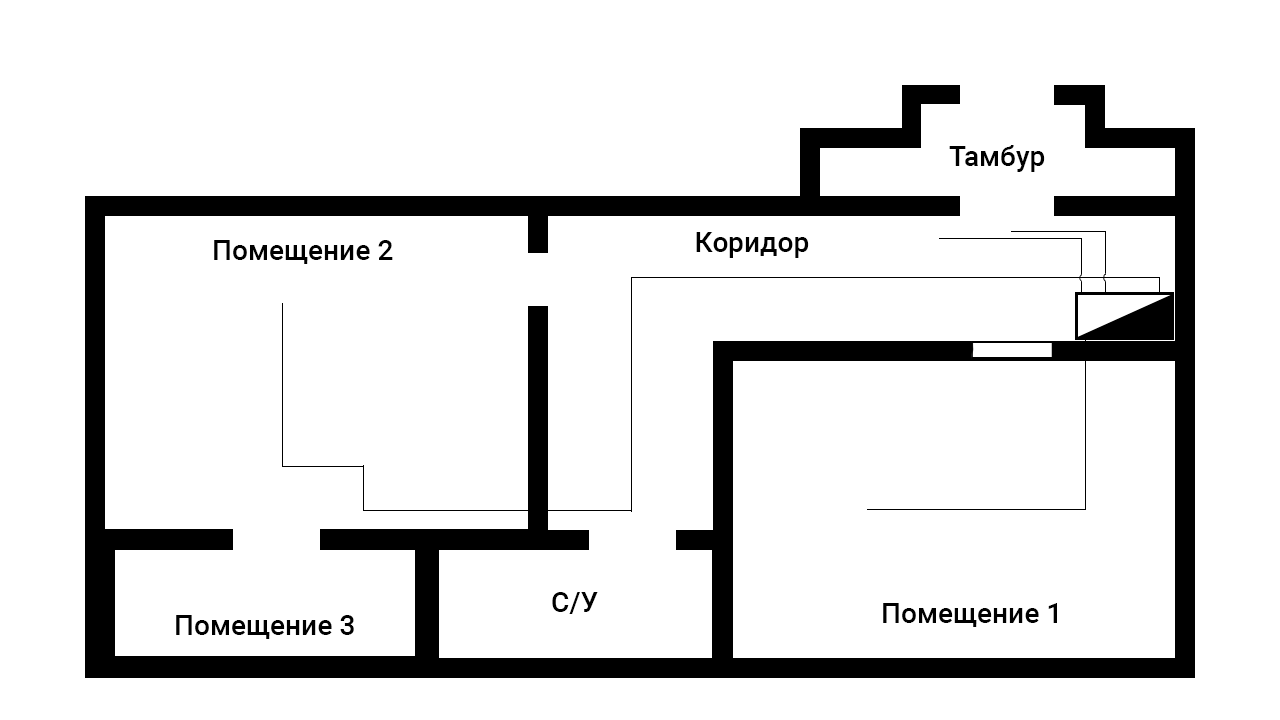 Тамбур
Помещение 2
Коридор
С/У
Помещение 3
Помещение 1